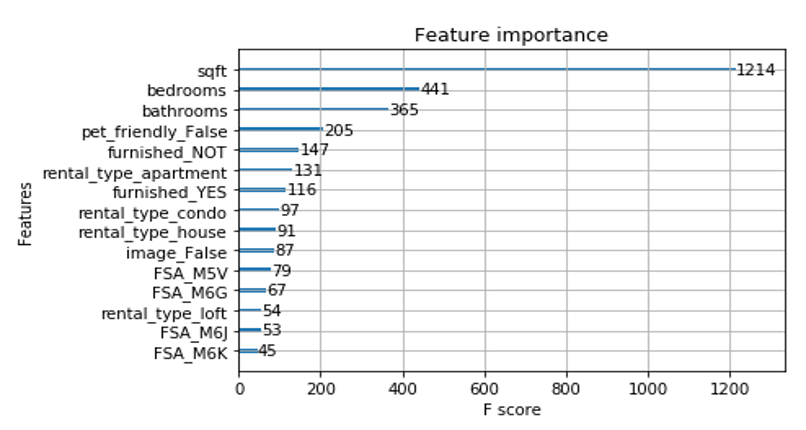 Feature importance
Features
sqft 1214
bedrooms 441
bathrooms 365
pet_friendly_False 205
furnished_NOT 147
rental_type_apartment 131
furnished_YES 116
rental_type_condo 97
rental_type_house 91
image_False 87
FSA_M5V 79
FSA_M6G 67
rental_type_loft 54
FSA_M6J 53
FSA_M6K 45
0 200 400 600 800 1000 1200
F score